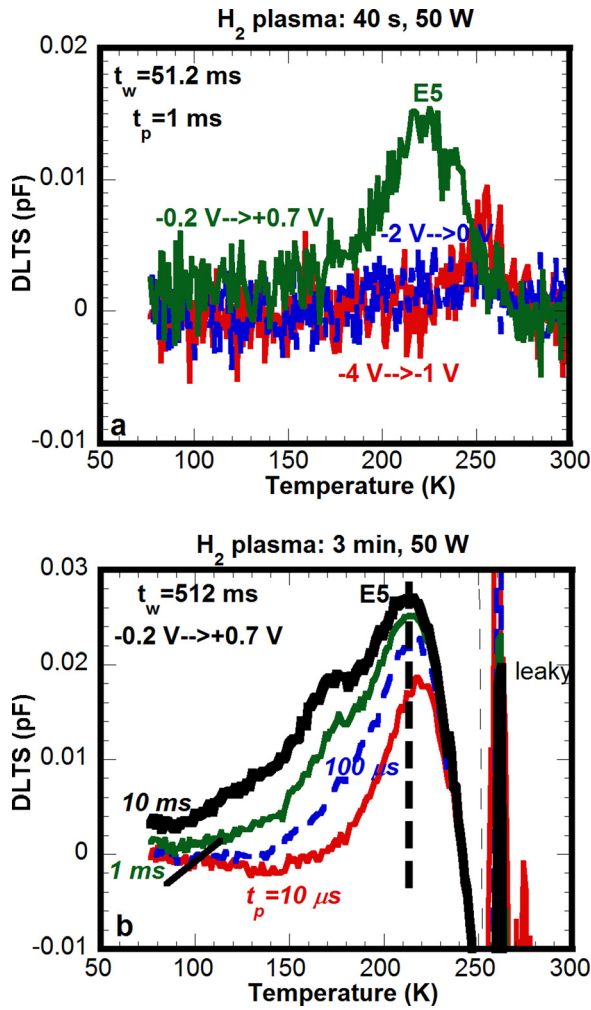 H2 plasma: 40 s, 50 W
0.02
tw=51.2 ms
E5
tp=1 ms
0.01
-0.2 V-->+0.7 V
-2 V-->0 V
DLTS (pF)
0
-4 V-->-1 V
a
-0.01
50 100 150 200 250 300
Temperature (K)
H2 plasma: 3 min, 50 W
0.03
tw=512 ms
E5
-0.2 V-->+0.7 V
0.02
leaky
DLTS (pF)
0.01
100 µs
10 ms
0
1 ms
tp=10 µs
b
-0.01
50 100 150 200 250 300
Temperature (K)